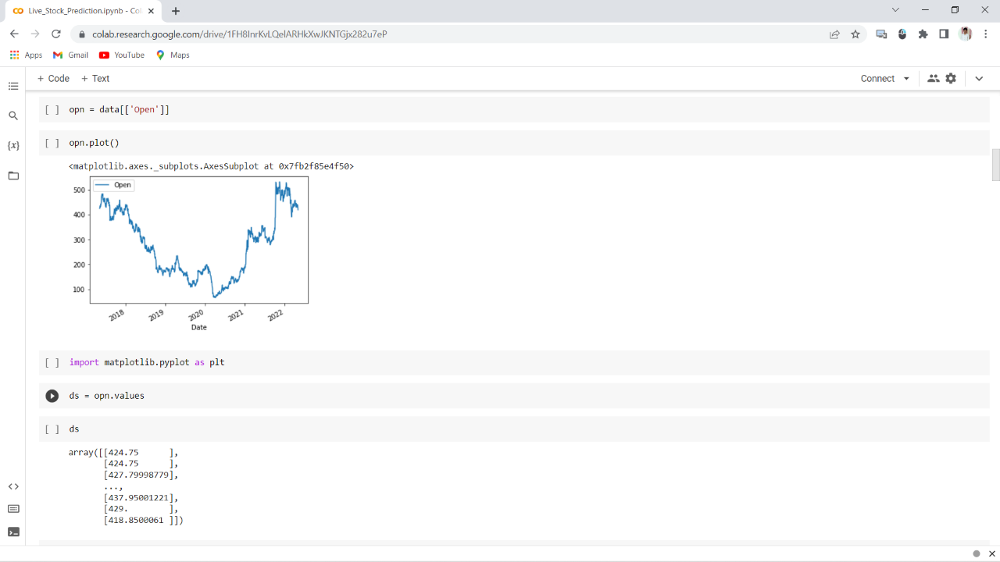 Live_Stock_Prediction.ipynb - Co
colab.research.google.com/drive/1FH8InrKvLQelARHkXwJKNTGjx282u7eP
Apps Gmail YouTube Maps
+ Code + Text Connect
[ ] opn = data[['Open']]
[ ] opn.plot()
<matplotlib.axes._subplots.AxesSubplot at 0x7fb2f85e4f50>
Open
500
400
300
200
100
2018 2019 2020 2021 2022
Date
[ ] import matplotlib.pyplot as plt
ds = opn.values
[ ] ds
array([[424.75      ],
       [424.75      ],
       [427.79998779],
       ...,
       [437.95001221],
       [429.        ],
       [418.8500061 ]])
{x}